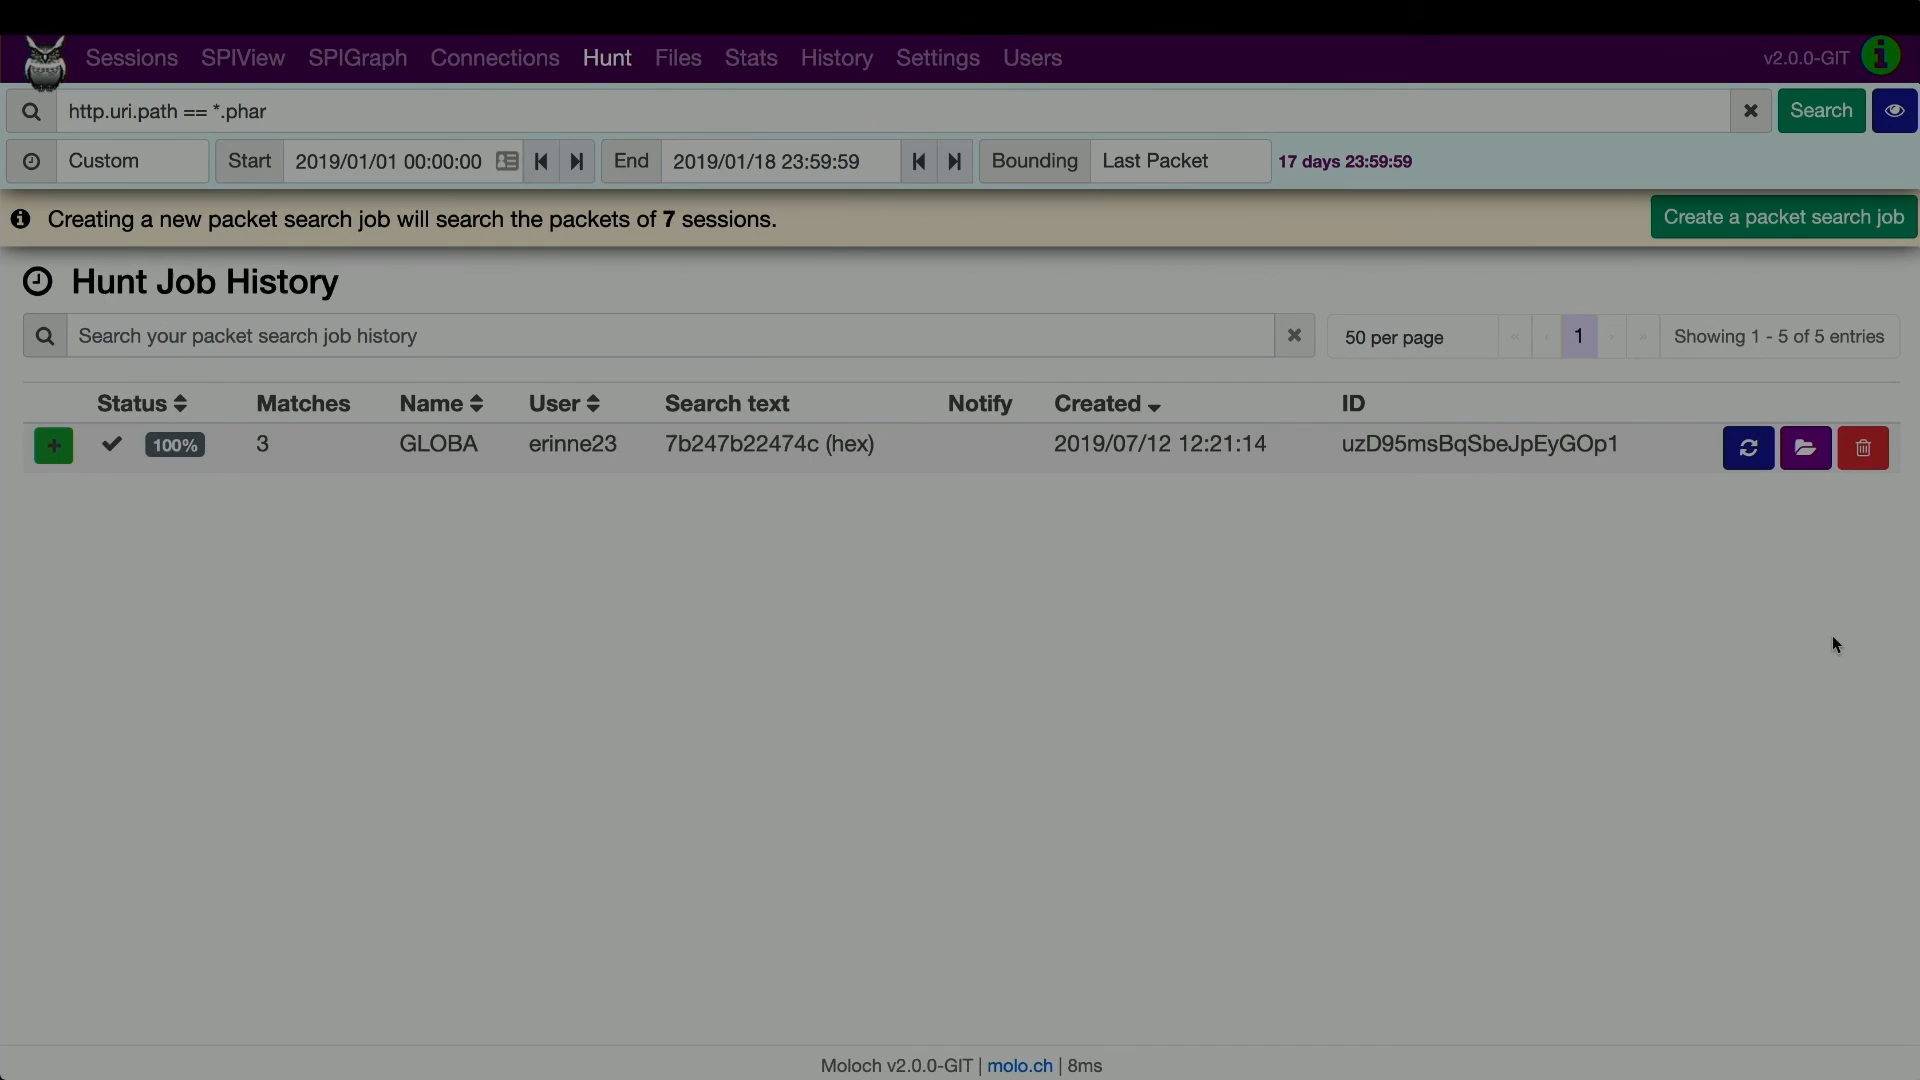 Sessions SPIView SPIGraph Connections Hunt Files Stats History Settings Users v2.0.0-GIT
http.uri.path == *.phar Search
Custom Start 2019/01/01 00:00:00 End 2019/01/18 23:59:59 Bounding Last Packet 17 days 23:59:59
Creating a new packet search job will search the packets of 7 sessions. Create a packet search job
Hunt Job History
Search your packet search job history 50 per page « ‹ 1 › » Showing 1 - 5 of 5 entries
Status Matches Name User Search text Notify Created ID
100% 3 GLOBA erinne23 7b247b22474c (hex) 2019/07/12 12:21:14 uzD95msBqSbeJpEyGOp1
Moloch v2.0.0-GIT | molo.ch | 8ms